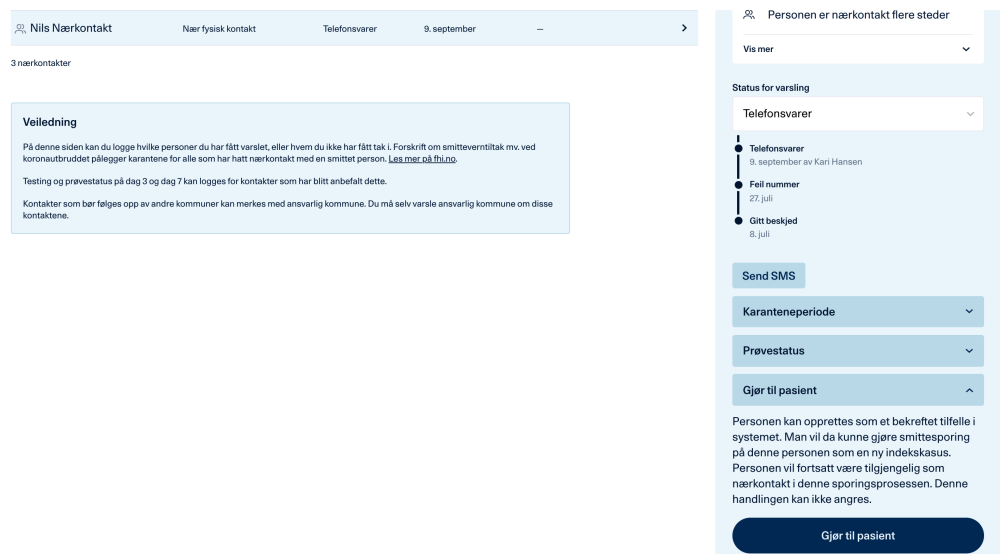 Nils Nærkontakt Nær fysisk kontakt Telefonsvarer 9. september –
3 nærkontakter
Veiledning
På denne siden kan du logge hvilke personer du har fått varslet, eller hvem du ikke har fått tak i. Forskrift om smitteverntiltak mv. ved
koronautbruddet pålegger karantene for alle som har hatt nærkontakt med en smittet person. Les mer på fhi.no.
Testing og prøvestatus på dag 3 og dag 7 kan logges for kontakter som har blitt anbefalt dette.
Kontakter som bør følges opp av andre kommuner kan merkes med ansvarlig kommune. Du må selv varsle ansvarlig kommune om disse
kontaktene.
Personen er nærkontakt flere steder
Vis mer
Status for varsling
Telefonsvarer
Telefonsvarer
9. september av Kari Hansen
Feil nummer
27. juli
Gitt beskjed
8. juli
Send SMS
Karanteneperiode
Prøvestatus
Gjør til pasient
Personen kan opprettes som et bekreftet tilfelle i
systemet. Man vil da kunne gjøre smittesporing
på denne personen som en ny indekskasus.
Personen vil fortsatt være tilgjengelig som
nærkontakt i denne sporingsprosessen. Denne
handlingen kan ikke angres.
Gjør til pasient